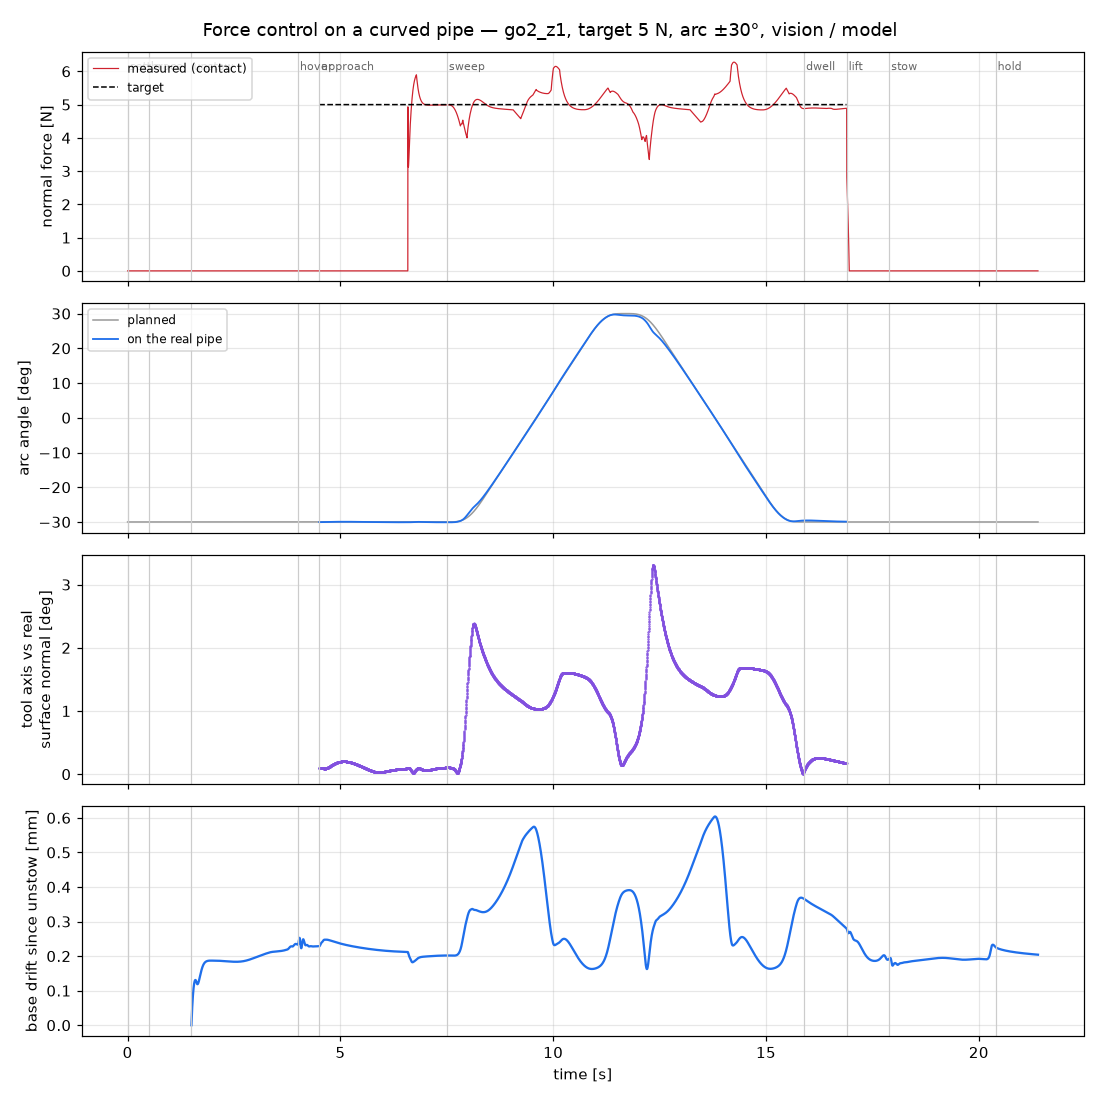 Force control on a curved pipe — go2_z1, target 5 N, arc ±30°, vision / model
measured (contact)
target
hover
approach
sweep
dwell
lift
stow
hold
normal force [N]
6
5
4
3
2
1
0
planned
on the real pipe
arc angle [deg]
30
20
10
0
−10
−20
−30
tool axis vs real
surface normal [deg]
3
2
1
0
base drift since unstow [mm]
0.6
0.5
0.4
0.3
0.2
0.1
0.0
0
5
10
15
20
time [s]